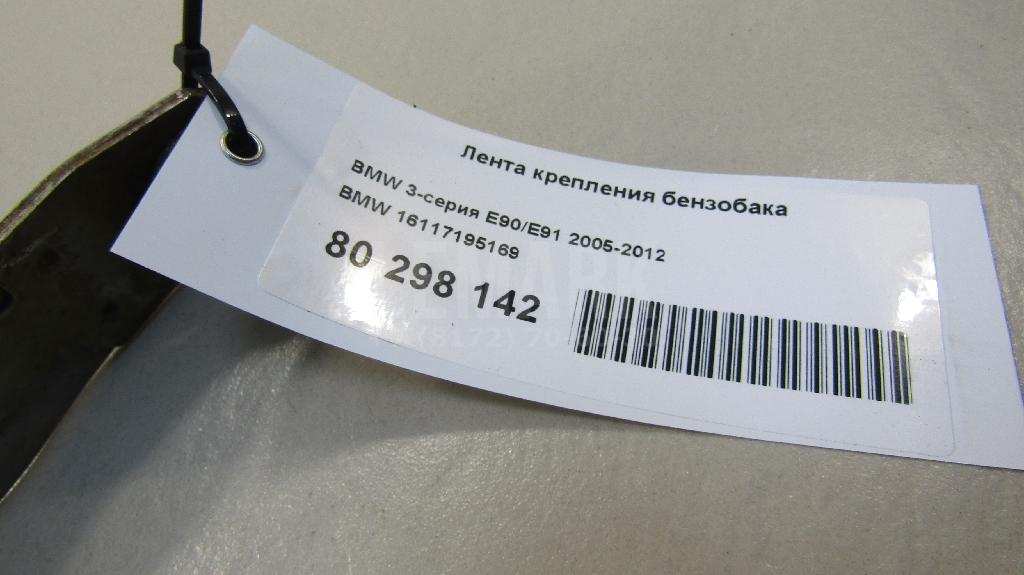 Лента крепления бензобака
BMW 3-серия E90/E91 2005-2012
BMW 16117195169
80 298 142